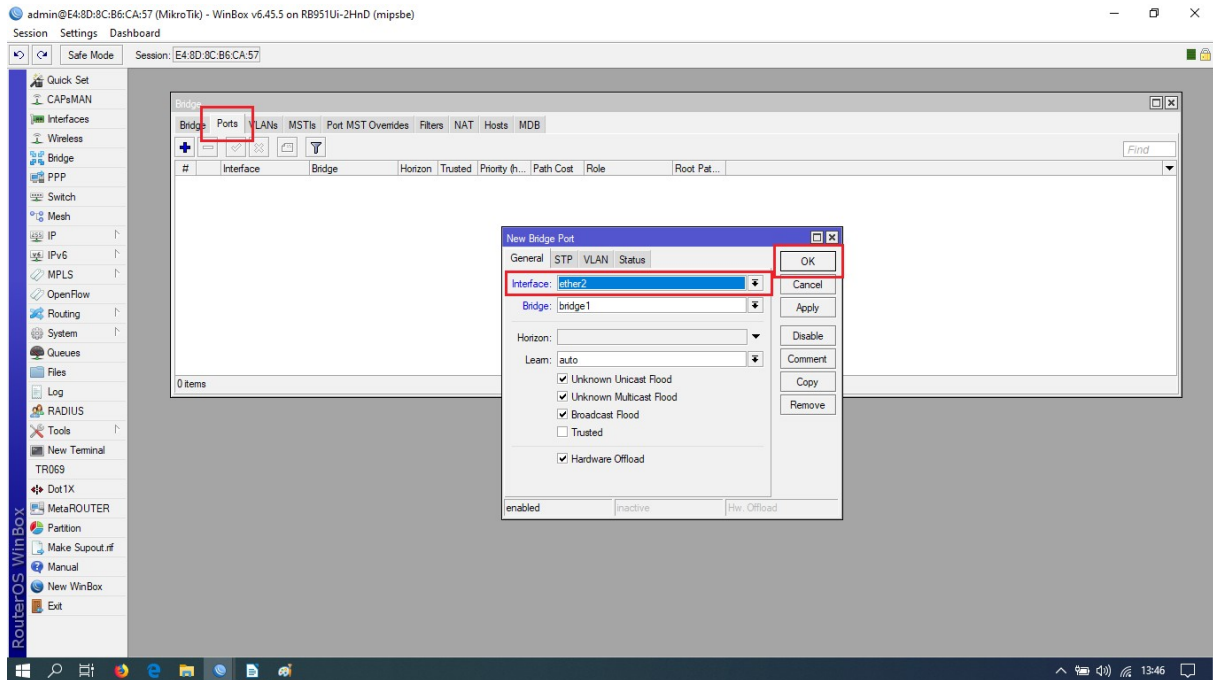 admin@E4:8D:8C:B6:CA:57 (MikroTik) - WinBox v6.45.5 on RB951Ui-2HnD (mipsbe)
Session Settings Dashboard
Safe Mode Session: E4:8D:8C:B6:CA:57
Quick Set
CAPsMAN
Interfaces
Wireless
Bridge
PPP
Switch
Mesh
IP
IPv6
MPLS
OpenFlow
Routing
System
Queues
Files
Log
RADIUS
Tools
New Terminal
TR069
Dot1X
MetaROUTER
Partition
Make Supout.rif
Manual
New WinBox
Exit
RouterOS WinBox
Bridge
Bridge Ports VLANs MSTIs Port MST Overrides Filters NAT Hosts MDB
Find
# Interface Bridge Horizon Trusted Priority (h... Path Cost Role Root Pat...
0 items
New Bridge Port
General STP VLAN Status
Interface: ether2
Bridge: bridge1
Horizon:
Learn: auto
Unknown Unicast Flood
Unknown Multicast Flood
Broadcast Flood
Trusted
Hardware Offload
OK
Cancel
Apply
Disable
Comment
Copy
Remove
enabled inactive Hw. Offload
13:46